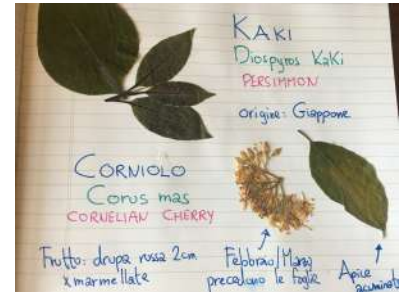 KAKI
Diospyros Kaki
PERSIMMON
origine: Giappone
CORNIOLO
Corus mas
CORNELIAN CHERRY
Frutto: drupa rossa 2cm
x marmellate
Febbraio/Marzo
precedono le foglie
Apice
acuminato